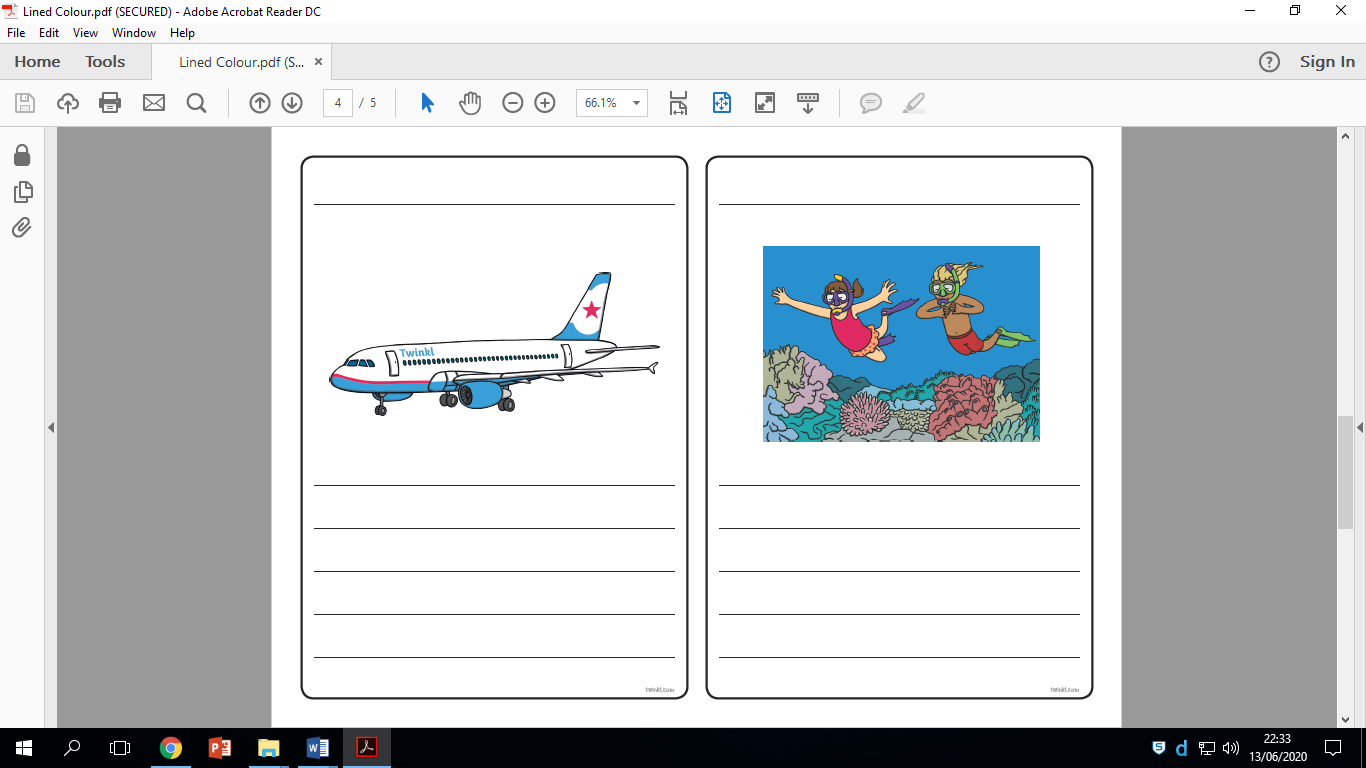 Lined Colour.pdf (SECURED) - Adobe Acrobat Reader DC
File Edit View Window Help
Home Tools Lined Colour.pdf (S... × ? Sign In
4 / 5 66.1%
Twinkl
twinkl.com twinkl.com
22:33
13/06/2020